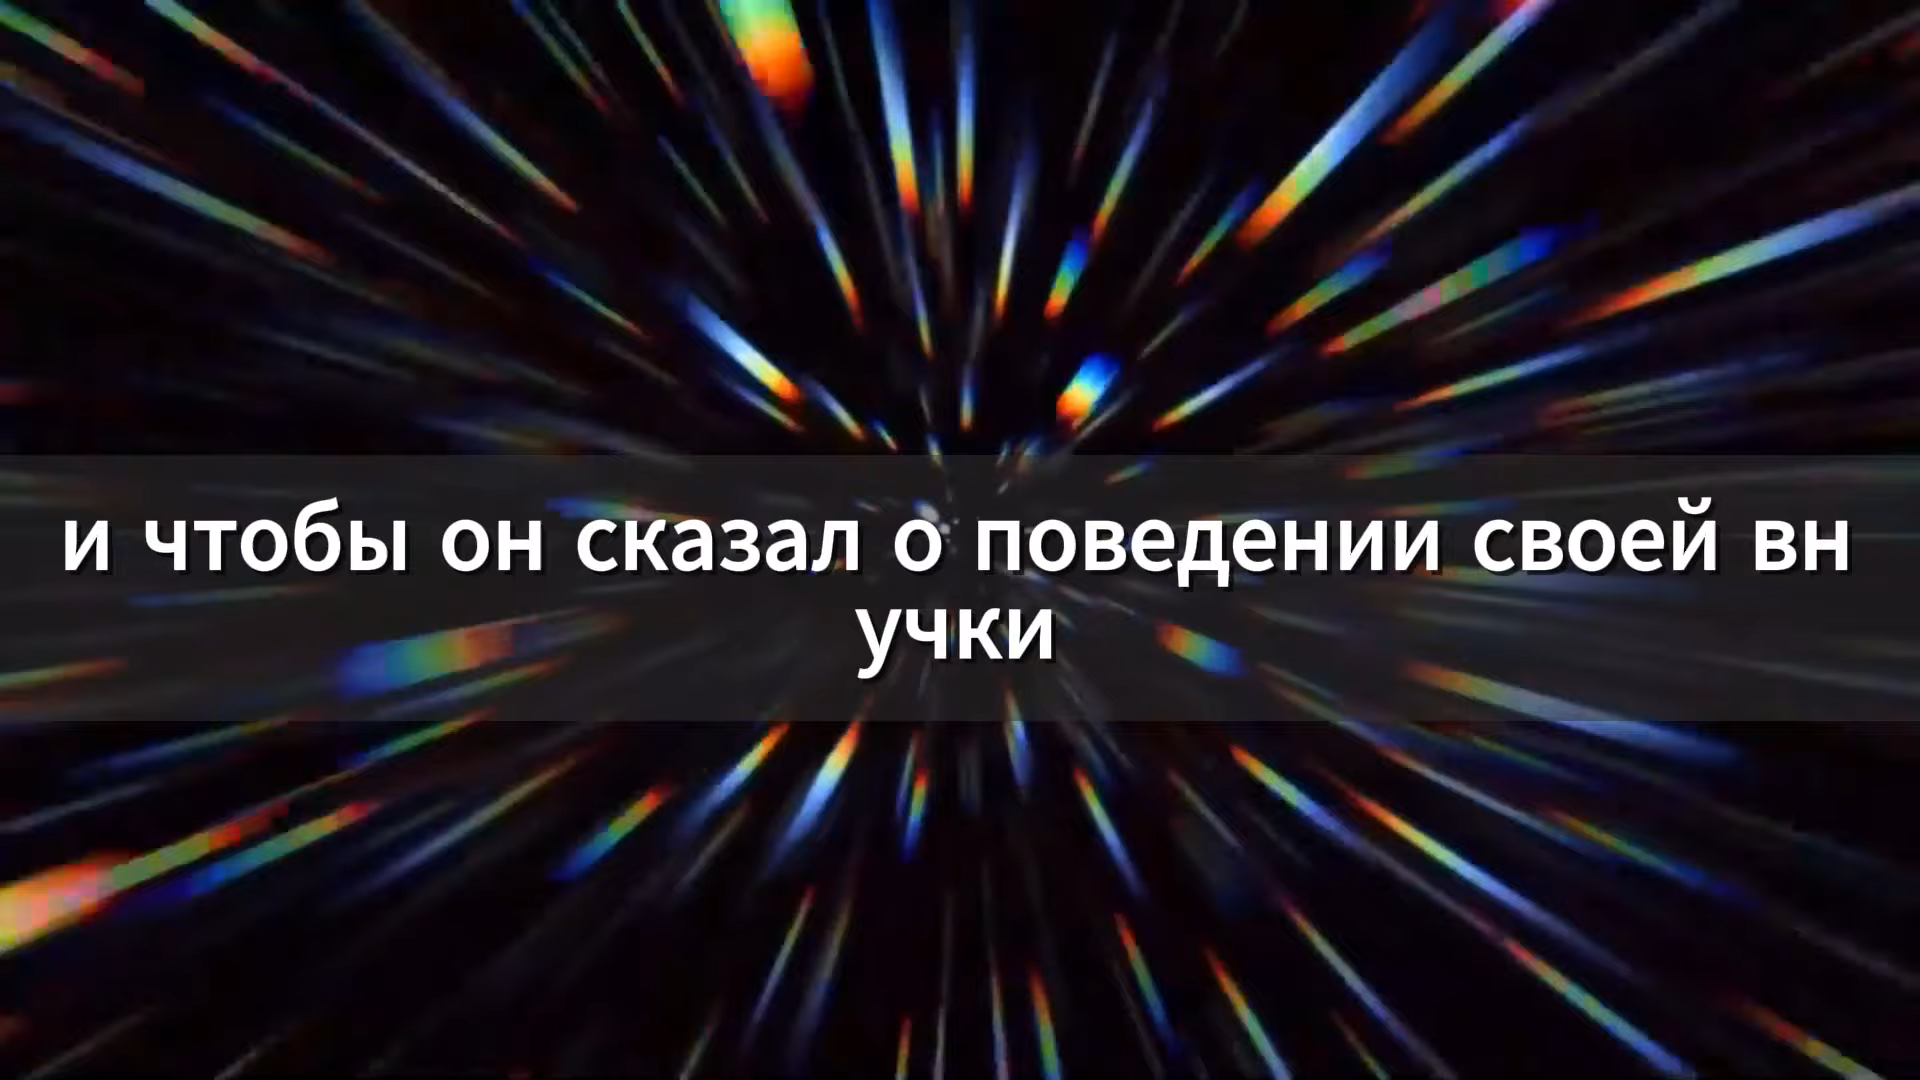 и чтобы он сказал о поведении своей вн
учки